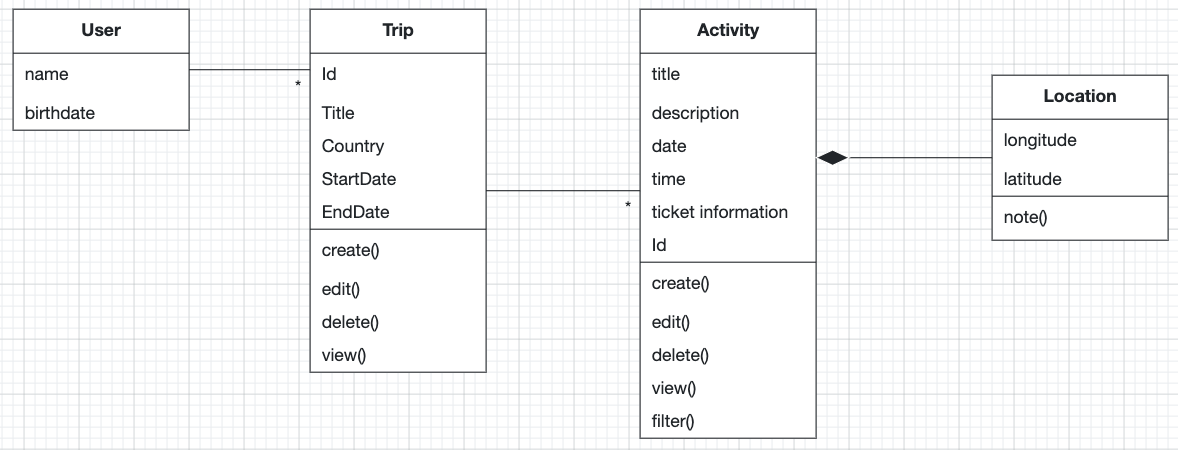 User
name
birthdate
*
Trip
Id
Title
Country
StartDate
EndDate
create()
edit()
delete()
view()
*
Activity
title
description
date
time
ticket information
Id
create()
edit()
delete()
view()
filter()
Location
longitude
latitude
note()